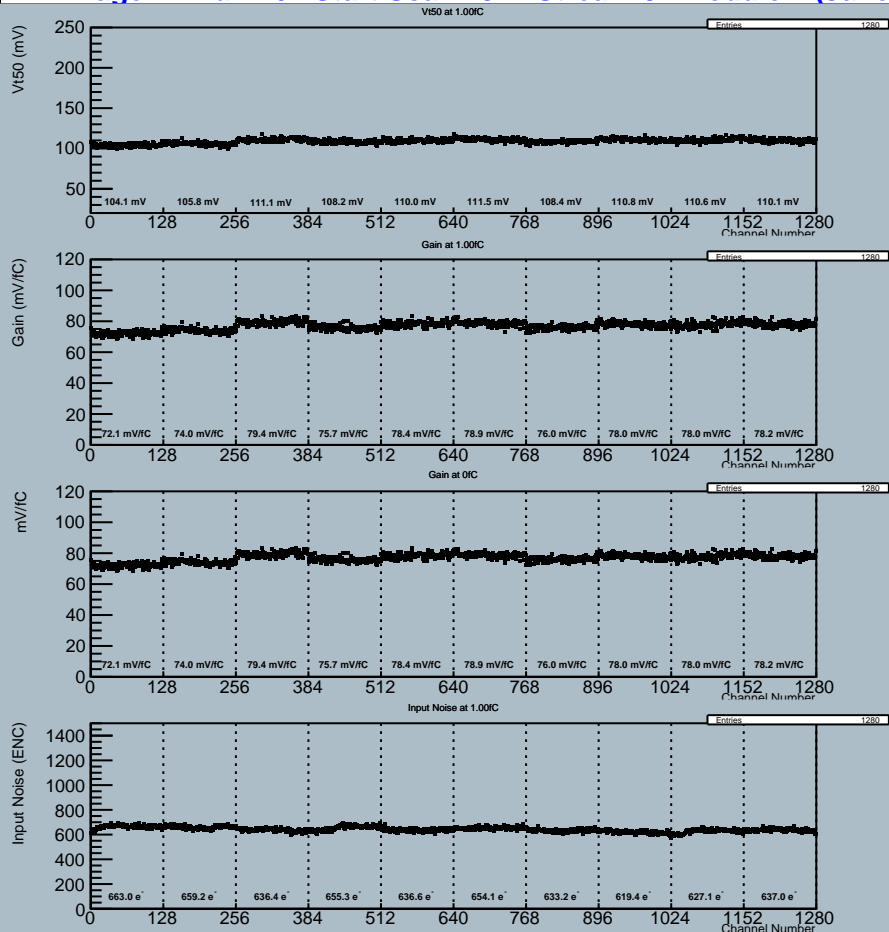 Vt50 at 1.00fC
Entries 1280
Vt50 (mV)
250
200
150
100
50
104.1 mV 105.8 mV 111.1 mV 108.2 mV 110.0 mV 111.5 mV 108.4 mV 110.8 mV 110.6 mV 110.1 mV
0 128 256 384 512 640 768 896 1024 1152 1280
Channel Number
Gain at 1.00fC
Entries 1280
Gain (mV/fC)
120
100
80
60
40
20
0
72.1 mV/fC 74.0 mV/fC 79.4 mV/fC 75.7 mV/fC 78.4 mV/fC 78.9 mV/fC 76.0 mV/fC 78.0 mV/fC 78.0 mV/fC 78.2 mV/fC
0 128 256 384 512 640 768 896 1024 1152 1280
Channel Number
Gain at 0fC
Entries 1280
mV/fC
120
100
80
60
40
20
0
72.1 mV/fC 74.0 mV/fC 79.4 mV/fC 75.7 mV/fC 78.4 mV/fC 78.9 mV/fC 76.0 mV/fC 78.0 mV/fC 78.0 mV/fC 78.2 mV/fC
0 128 256 384 512 640 768 896 1024 1152 1280
Channel Number
Input Noise at 1.00fC
Entries 1280
Input Noise (ENC)
1400
1200
1000
800
600
400
200
0
663.0 e⁻ 659.2 e⁻ 636.4 e⁻ 655.3 e⁻ 636.6 e⁻ 654.1 e⁻ 633.2 e⁻ 619.4 e⁻ 627.1 e⁻ 637.0 e⁻
0 128 256 384 512 640 768 896 1024 1152 1280
Channel Number